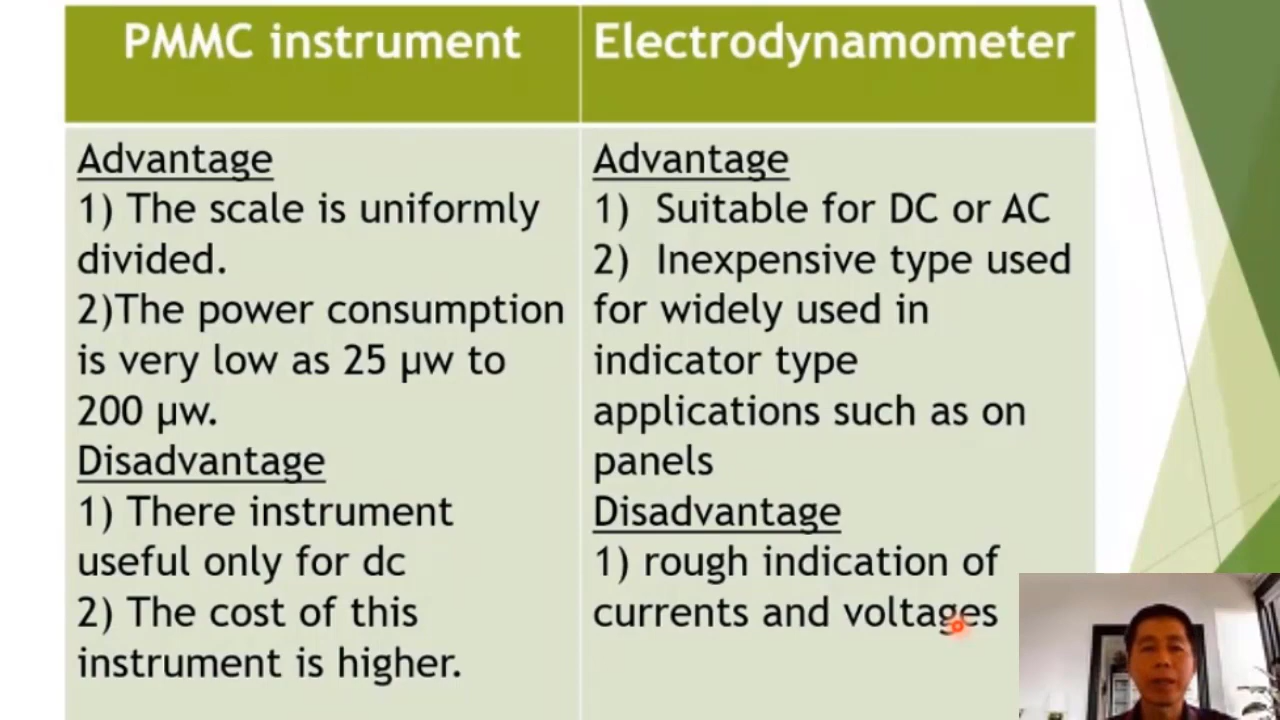 PMMC instrument
Electrodynamometer
Advantage
1) The scale is uniformly
divided.
2)The power consumption
is very low as 25 µw to
200 µw.
Disadvantage
1) There instrument
useful only for dc
2) The cost of this
instrument is higher.
Advantage
1) Suitable for DC or AC
2) Inexpensive type used
for widely used in
indicator type
applications such as on
panels
Disadvantage
1) rough indication of
currents and voltages